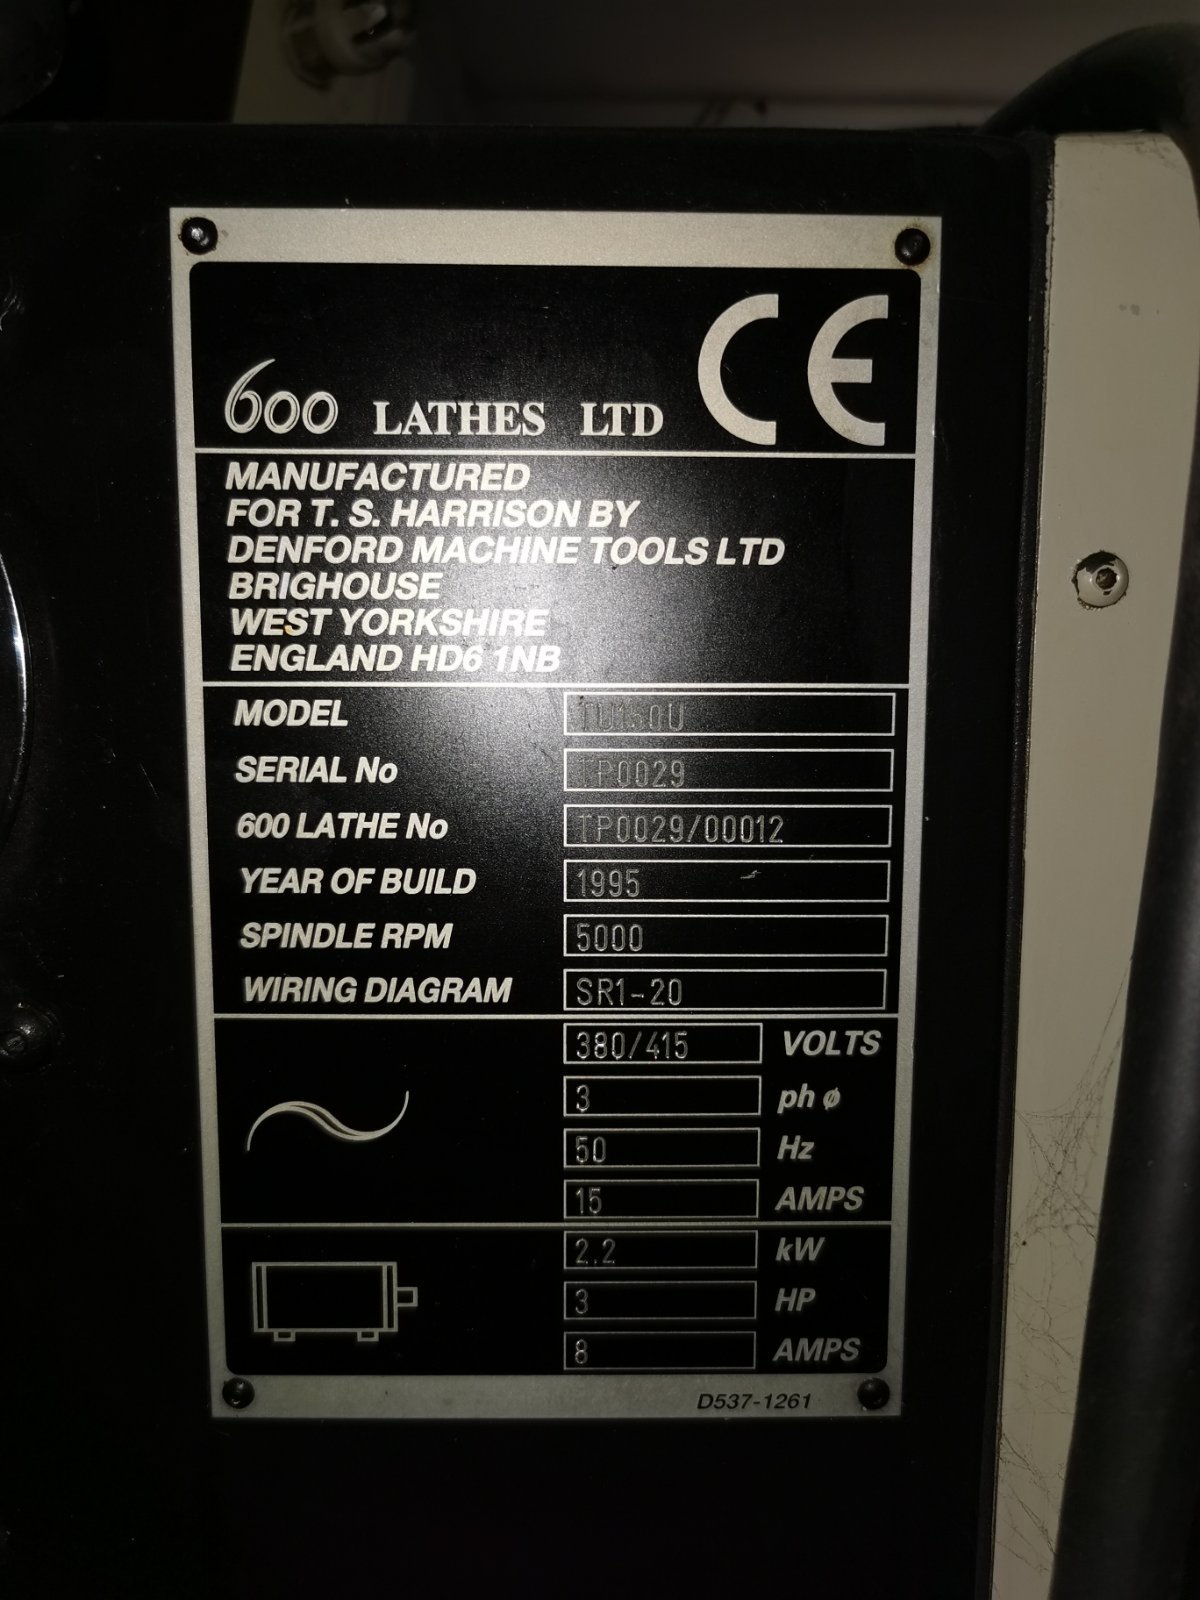 600 LATHES LTD CE
MANUFACTURED
FOR T. S. HARRISON BY
DENFORD MACHINE TOOLS LTD
BRIGHOUSE
WEST YORKSHIRE
ENGLAND HD6 1NB
MODEL TU150U
SERIAL No TP0029
600 LATHE No TP0029/00012
YEAR OF BUILD 1995
SPINDLE RPM 5000
WIRING DIAGRAM SR1-20
380/415 VOLTS
3 ph ø
50 Hz
15 AMPS
2.2 kW
3 HP
8 AMPS
D537-1261